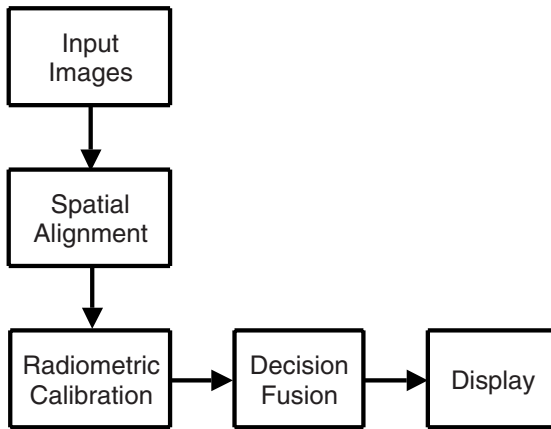 Input
Images
Spatial
Alignment
Radiometric
Calibration
Decision
Fusion
Display